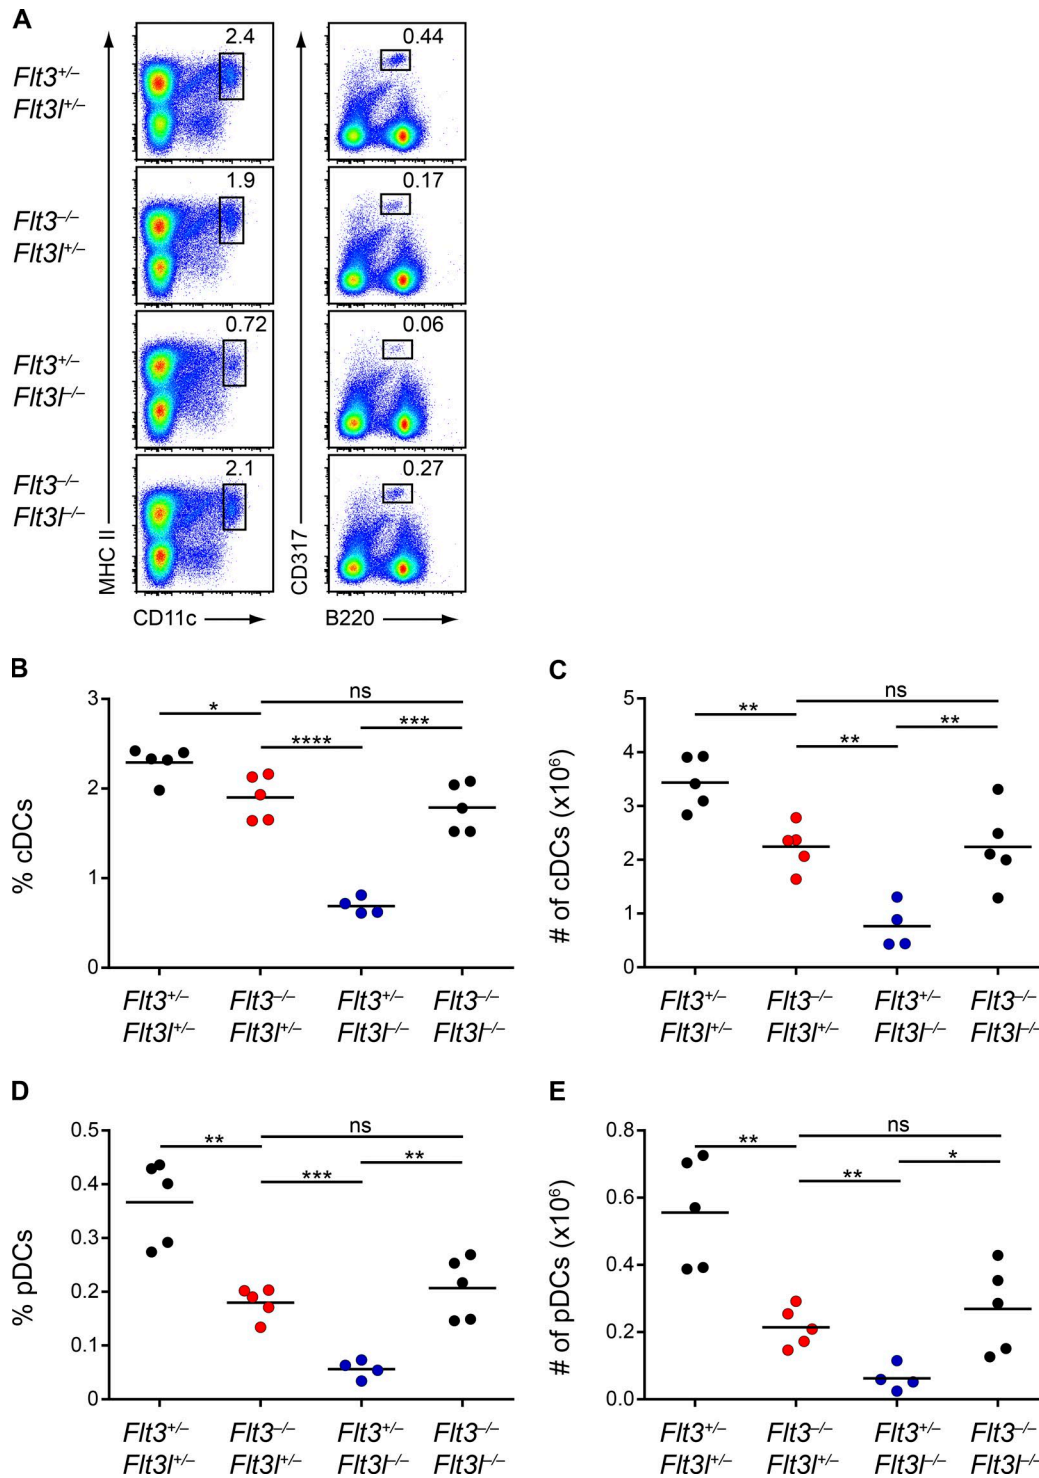 A
2.4
0.44
Flt3+/–
Flt3l+/–
1.9
0.17
Flt3–/–
Flt3l+/–
0.72
0.06
Flt3+/–
Flt3l–/–
2.1
0.27
Flt3–/–
Flt3l–/–
MHC II
CD317
CD11c
B220
B
ns
*
***
****
3
2
1
0
% cDCs
Flt3+/– Flt3–/– Flt3+/– Flt3–/–
Flt3l+/– Flt3l+/– Flt3l–/– Flt3l–/–
C
ns
**
**
**
5
4
3
2
1
0
# of cDCs (x10⁶)
Flt3+/– Flt3–/– Flt3+/– Flt3–/–
Flt3l+/– Flt3l+/– Flt3l–/– Flt3l–/–
D
ns
**
**
***
0.5
0.4
0.3
0.2
0.1
0
% pDCs
Flt3+/– Flt3–/– Flt3+/– Flt3–/–
Flt3l+/– Flt3l+/– Flt3l–/– Flt3l–/–
E
ns
**
*
**
0.8
0.6
0.4
0.2
0.0
# of pDCs (x10⁶)
Flt3+/– Flt3–/– Flt3+/– Flt3–/–
Flt3l+/– Flt3l+/– Flt3l–/– Flt3l–/–